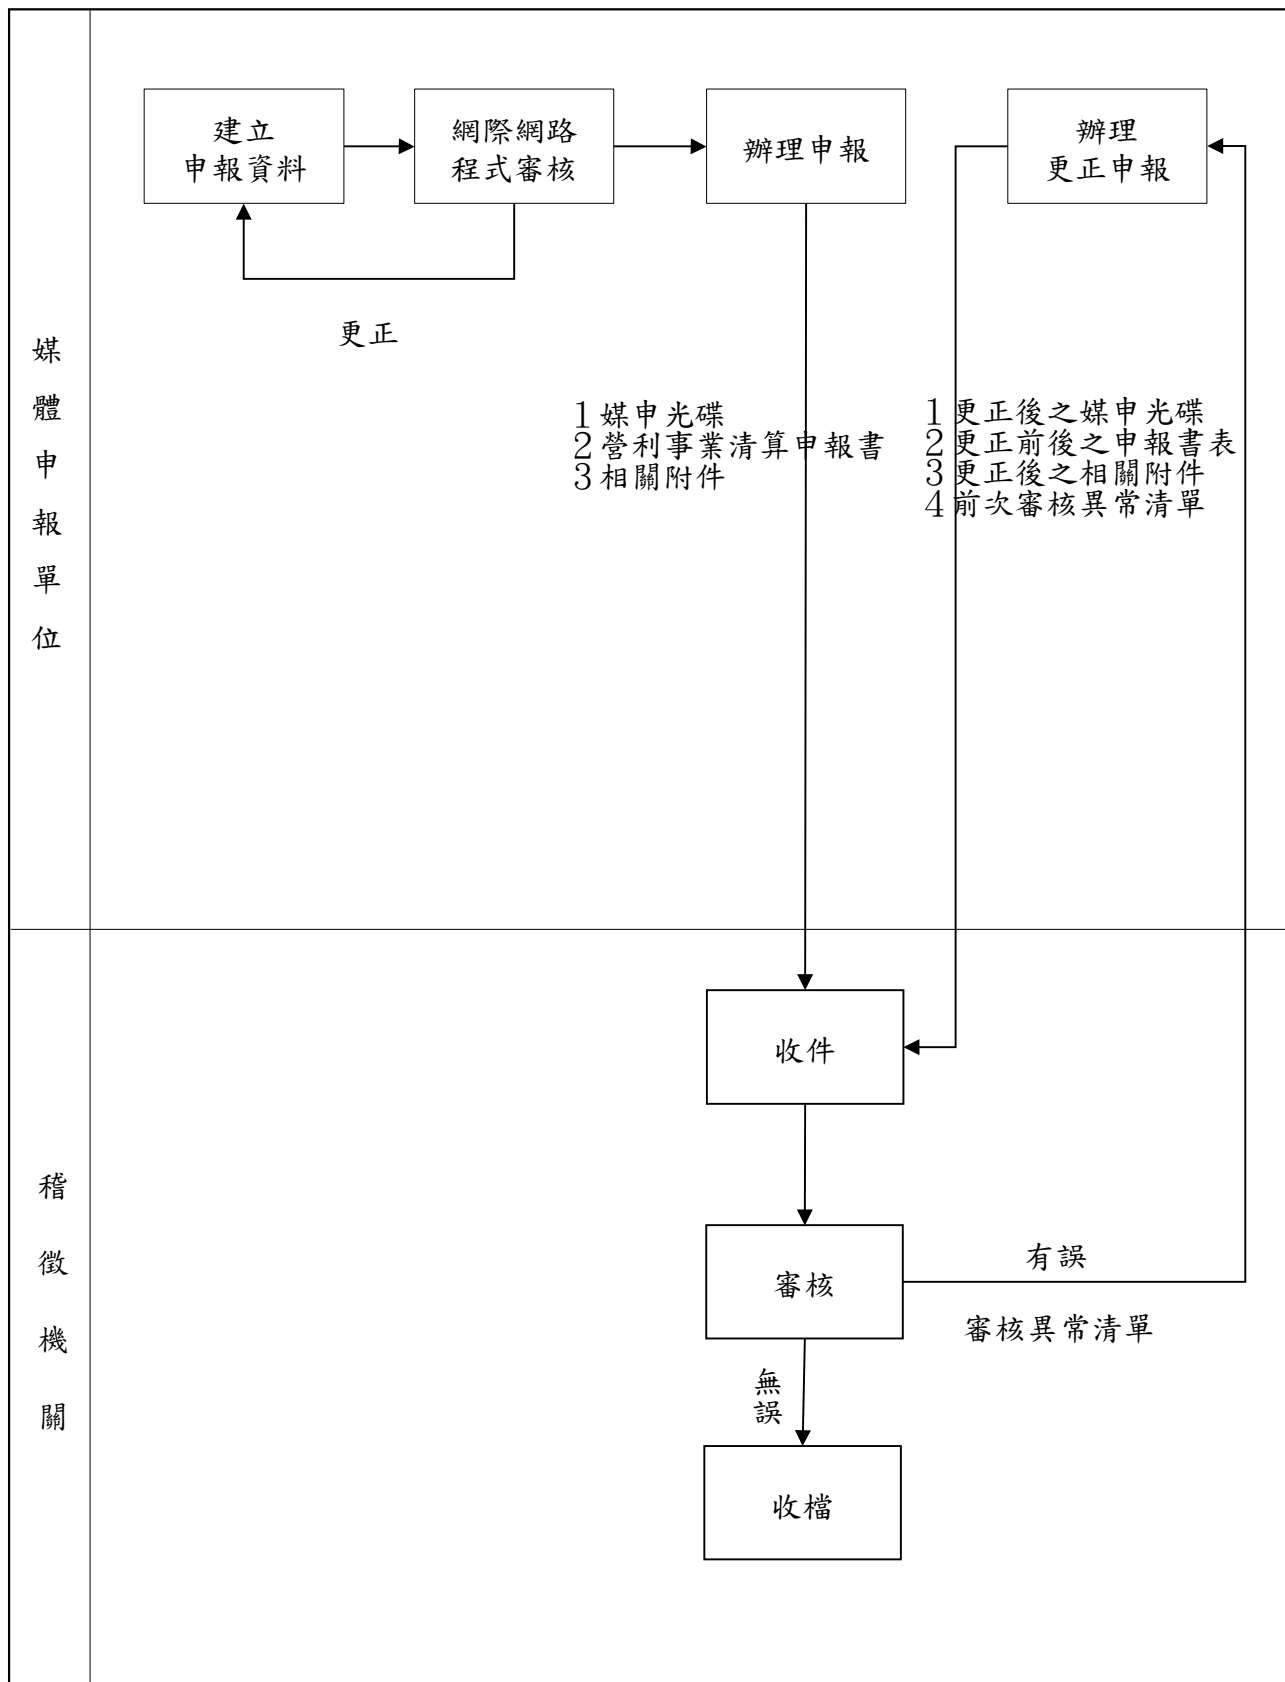 建立
申報資料
網際網路
程式審核
辦理申報
辦理
更正申報
更正
媒體申報單位
1媒申光碟
2營利事業清算申報書
3相關附件
1更正後之媒申光碟
2更正前後之申報書表
3更正後之相關附件
4前次審核異常清單
收件
稽徵機關
審核
有誤
審核異常清單
無誤
收檔